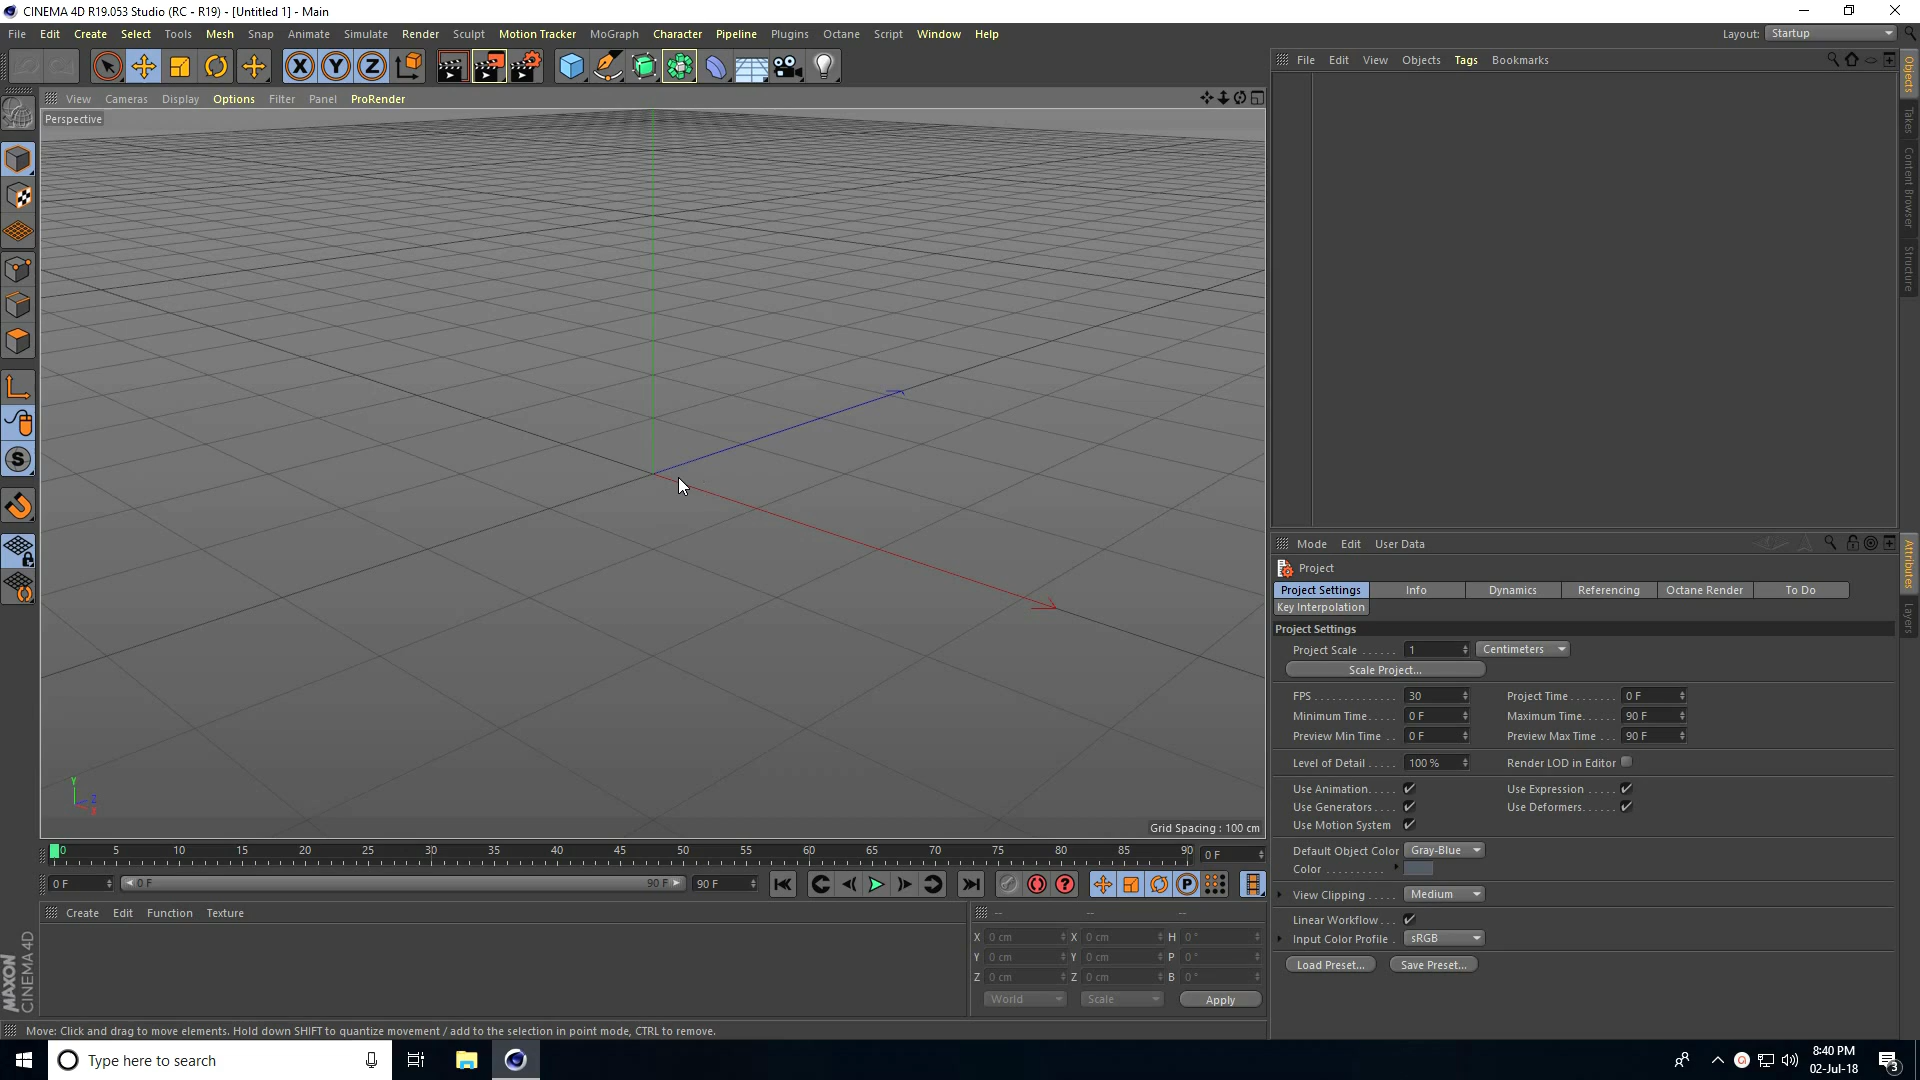 CINEMA 4D R19.053 Studio (RC - R19) - [Untitled 1] - Main
File Edit Create Select Tools Mesh Snap Animate Simulate Render Sculpt Motion Tracker MoGraph Character Pipeline Plugins Octane Script Window Help
Layout: Startup
X Y Z
File Edit View Objects Tags Bookmarks
Objects
Takes
Content Browser
Structure
View Cameras Display Options Filter Panel ProRender
Perspective
Y
Z
X
Grid Spacing : 100 cm
Mode Edit User Data
Attributes
Layers
Project
Project Settings Info Dynamics Referencing Octane Render To Do
Key Interpolation
Project Settings
Project Scale ...... 1 Centimeters
Scale Project...
FPS ............. 30 Project Time ....... 0 F
Minimum Time..... 0 F Maximum Time...... 90 F
Preview Min Time .. 0 F Preview Max Time ... 90 F
Level of Detail ..... 100 % Render LOD in Editor
Use Animation..... Use Expression .....
Use Generators .... Use Deformers......
Use Motion System
Default Object Color Gray-Blue
Color ..........
View Clipping ..... Medium
Linear Workflow ...
Input Color Profile . sRGB
Load Preset... Save Preset...
0 5 10 15 20 25 30 35 40 45 50 55 60 65 70 75 80 85 90 0 F
0 F 0 F 90 F 90 F
P
S
Create Edit Function Texture
-- -- --
X 0 cm X 0 cm H 0 °
Y 0 cm Y 0 cm P 0 °
Z 0 cm Z 0 cm B 0 °
World Scale Apply
MAXON
CINEMA 4D
Move: Click and drag to move elements. Hold down SHIFT to quantize movement / add to the selection in point mode, CTRL to remove.
Type here to search
8:40 PM
02-Jul-18
3